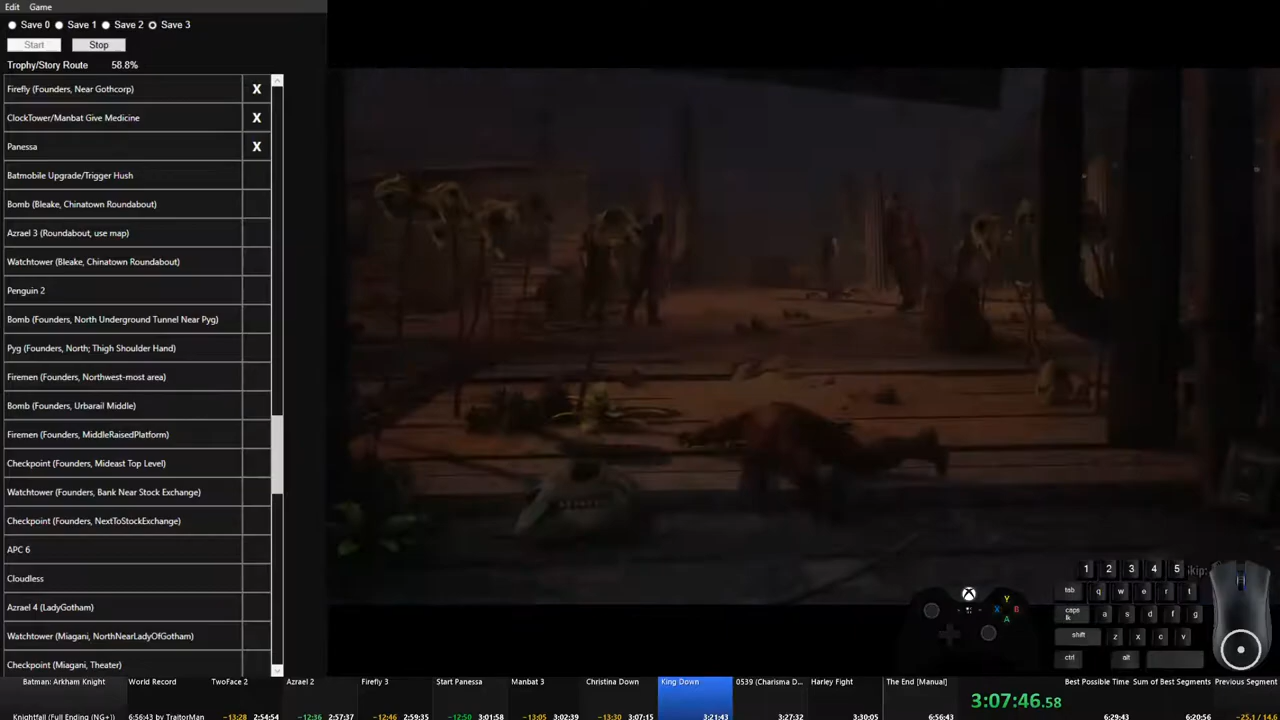 Edit Game
Save 0 Save 1 Save 2 Save 3
Start Stop
Trophy/Story Route 58.8%
Firefly (Founders, Near Gothcorp) X
ClockTower/Manbat Give Medicine X
Panessa X
Batmobile Upgrade/Trigger Hush
Bomb (Bleake, Chinatown Roundabout)
Azrael 3 (Roundabout, use map)
Watchtower (Bleake, Chinatown Roundabout)
Penguin 2
Bomb (Founders, North Underground Tunnel Near Pyg)
Pyg (Founders, North; Thigh Shoulder Hand)
Firemen (Founders, Northwest-most area)
Bomb (Founders, Urbarail Middle)
Firemen (Founders, MiddleRaisedPlatform)
Checkpoint (Founders, Mideast Top Level)
Watchtower (Founders, Bank Near Stock Exchange)
Checkpoint (Founders, NextToStockExchange)
APC 6
Cloudless
Azrael 4 (LadyGotham)
Watchtower (Miagani, NorthNearLadyOfGotham)
Checkpoint (Miagani, Theater)
Skip:
1 2 3 4 5
tab q w e r t
caps lk a s d f g
shift z x c v
ctrl alt
Y
X B
A
Batman: Arkham Knight World Record TwoFace 2 Azrael 2 Firefly 3 Start Panessa Manbat 3 Christina Down King Down 0539 (Charisma D... Harley Fight The End [Manual] 3:07:46.58 Best Possible Time Sum of Best Segments Previous Segment
Knightfall (Full Ending (NG+)) 6:56:43 by TraitorMan -13:28 2:54:54 -12:36 2:57:37 -12:46 2:59:35 -12:50 3:01:58 -13:05 3:02:39 -13:30 3:07:15 3:21:43 3:27:32 3:30:05 6:56:43 6:29:43 6:20:56 -25.1 / 14.6